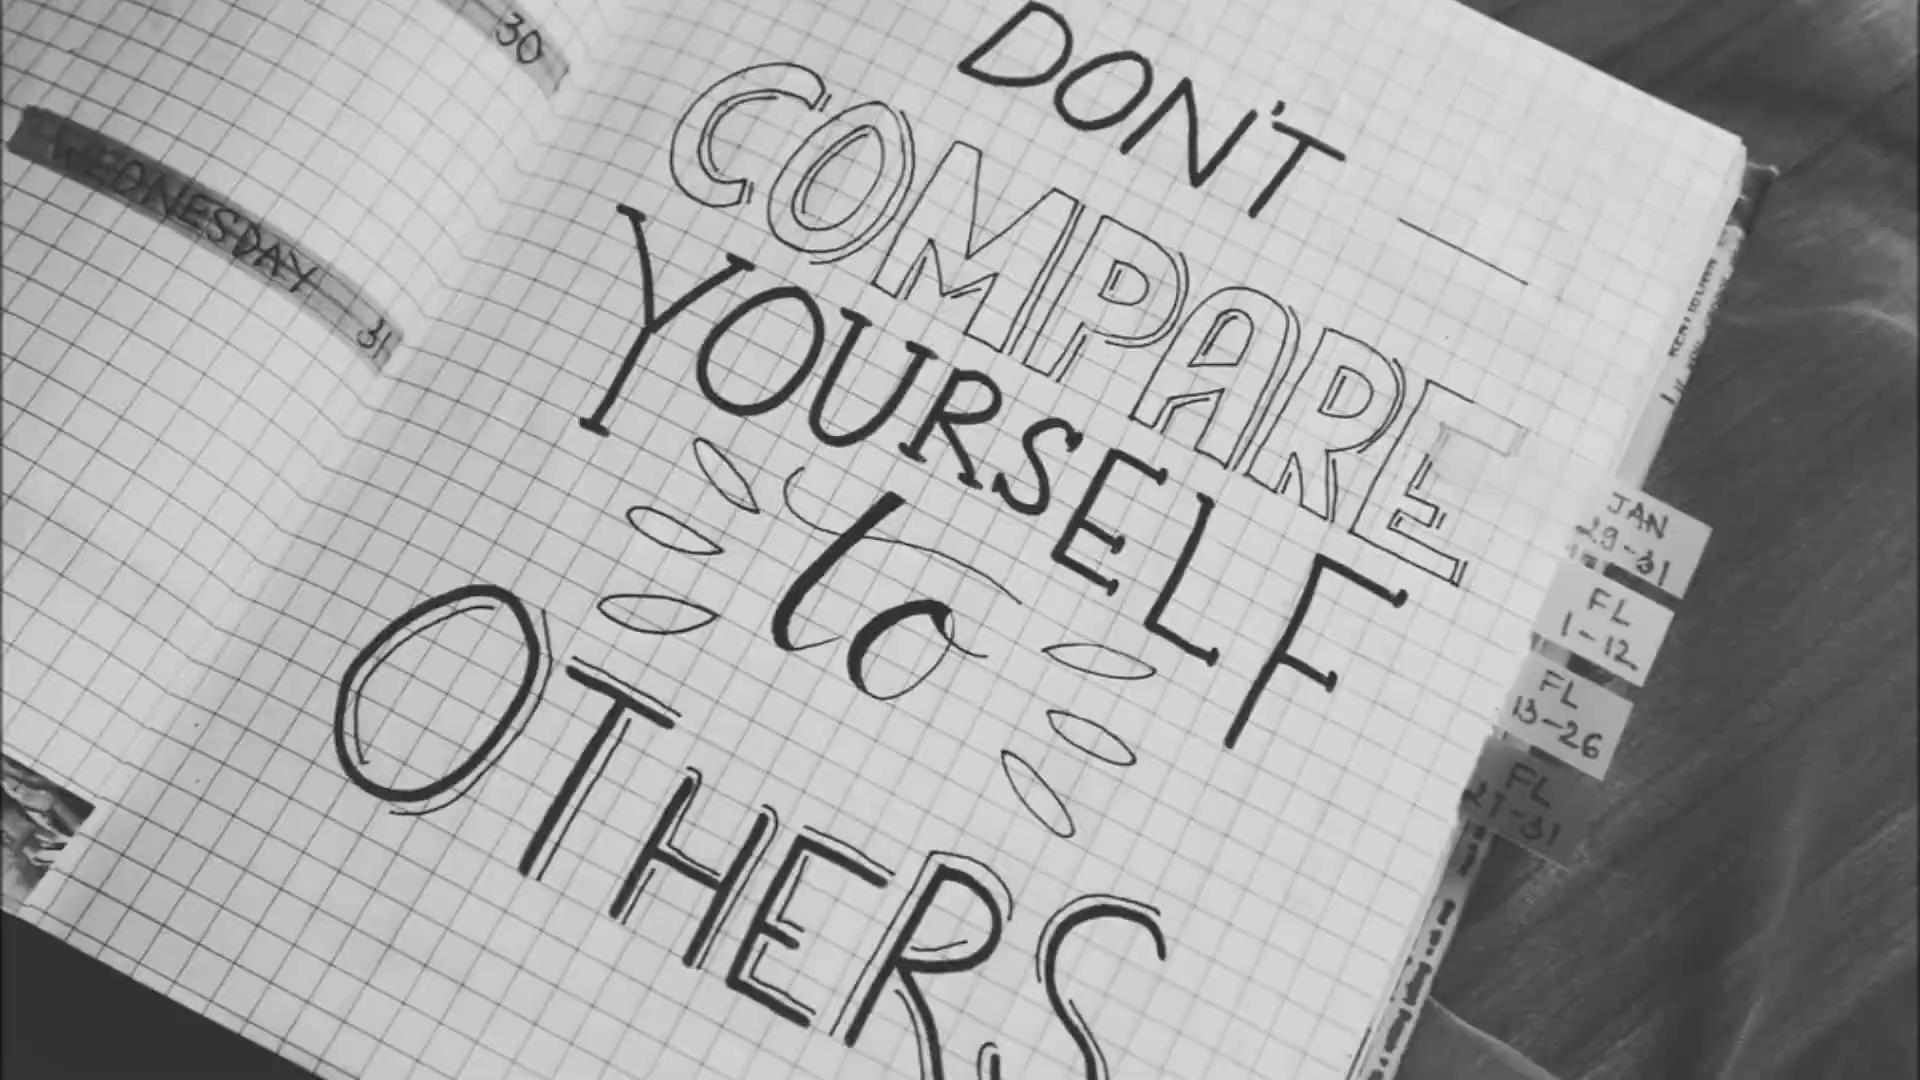 30
WEDNESDAY 31
DON'T
COMPARE
YOURSELF
to
OTHERS
JAN
29-31
FL
1-12
FL
13-26
FL
27-31